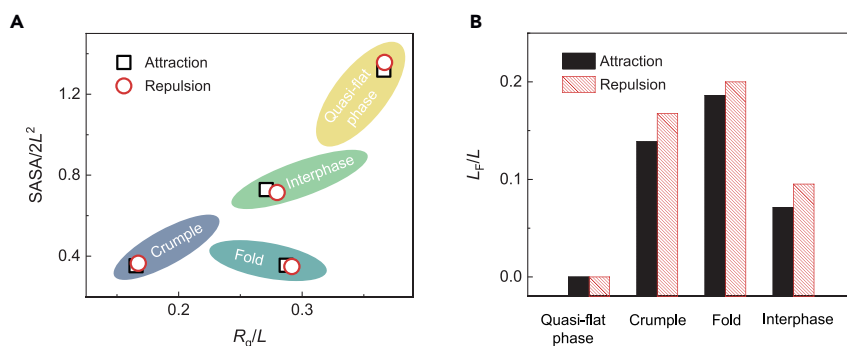 A
Attraction
Repulsion
Quasi-flat
phase
Interphase
Crumple
Fold
SASA/2L²
1.2
0.8
0.4
0.2
0.3
Rg/L
B
Attraction
Repulsion
LF/L
0.2
0.1
0.0
Quasi-flat
phase
Crumple
Fold
Interphase